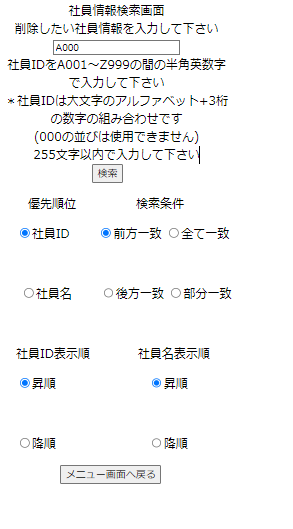 社員情報検索画面
削除したい社員情報を入力して下さい
A000
社員IDをA001～Z999の間の半角英数字
で入力して下さい
＊社員IDは大文字のアルファベット+3桁
の数字の組み合わせです
(000の並びは使用できません)
255文字以内で入力して下さい
検索
優先順位 検索条件
社員ID 前方一致 全て一致
社員名 後方一致 部分一致
社員ID表示順 社員名表示順
昇順 昇順
降順 降順
メニュー画面へ戻る